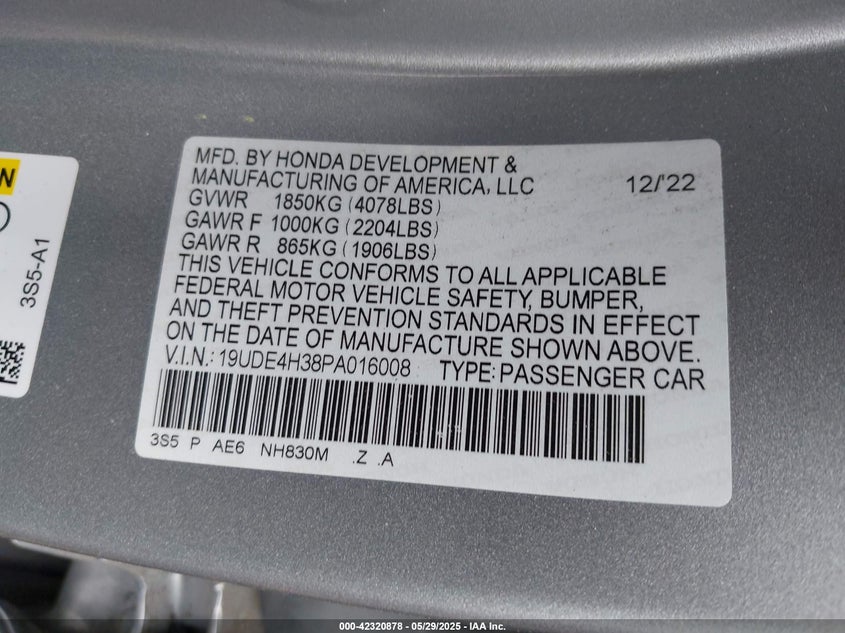 MFD. BY HONDA DEVELOPMENT &
MANUFACTURING OF AMERICA, LLC 12/'22
GVWR 1850KG (4078LBS)
GAWR F 1000KG (2204LBS)
GAWR R 865KG (1906LBS)
THIS VEHICLE CONFORMS TO ALL APPLICABLE
FEDERAL MOTOR VEHICLE SAFETY, BUMPER,
AND THEFT PREVENTION STANDARDS IN EFFECT
ON THE DATE OF MANUFACTURE SHOWN ABOVE.
V.I.N.: 19UDE4H38PA016008 TYPE: PASSENGER CAR
3S5 P AE6 NH830M .Z .A
3S5-A1
000-42320878 - 05/29/2025 - IAA Inc.